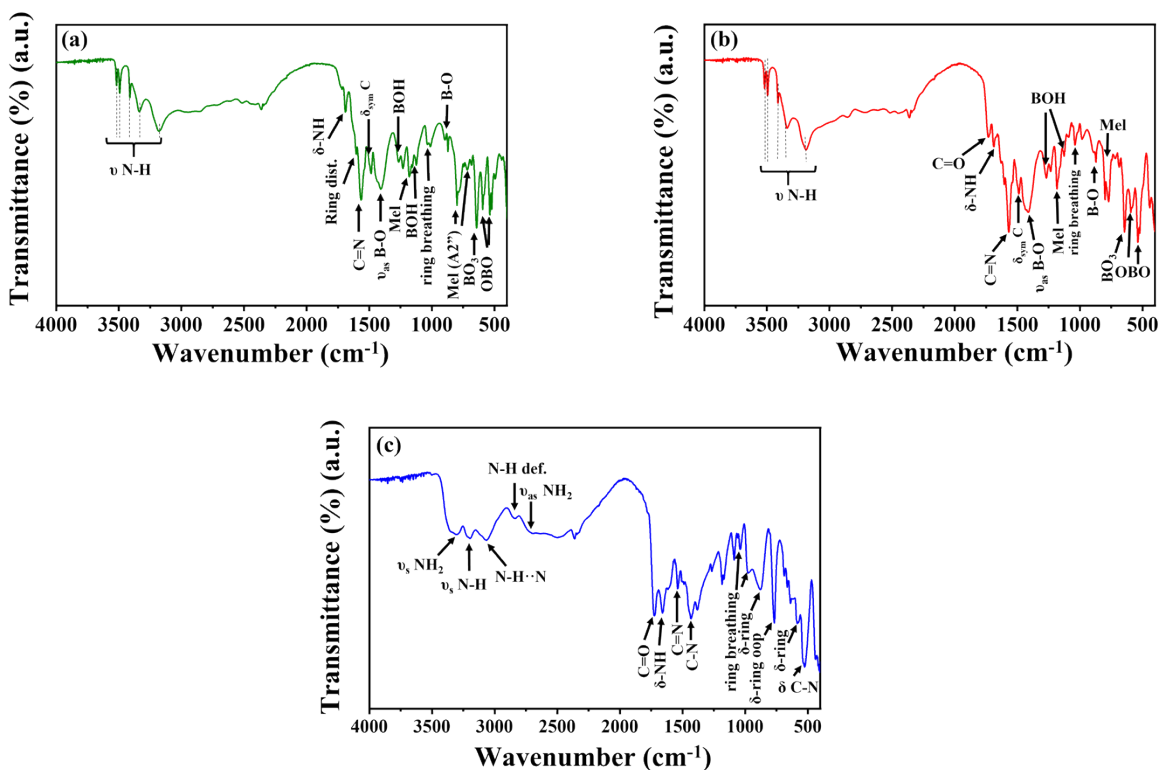 (a)
Transmittance (%) (a.u.)
υ N-H
δ-NH
Ring dist.
C=N
δsym C
υas B-O
BOH
Mel
BOH
ring breathing
B-O
Mel (A2”)
BO3
OBO
4000 3500 3000 2500 2000 1500 1000 500
Wavenumber (cm-1)
(b)
Transmittance (%) (a.u.)
υ N-H
C=O
δ-NH
C=N
δsym C
υas B-O
BOH
Mel
ring breathing
B-O
Mel
BO3
OBO
4000 3500 3000 2500 2000 1500 1000 500
Wavenumber (cm-1)
(c)
Transmittance (%) (a.u.)
N-H def.
υas NH2
υs NH2
υs N-H
N-H··N
C=O
δ-NH
C=N
C-N
ring breathing
δ-ring
δ-ring oop
δ-ring
δ C-N
4000 3500 3000 2500 2000 1500 1000 500
Wavenumber (cm-1)